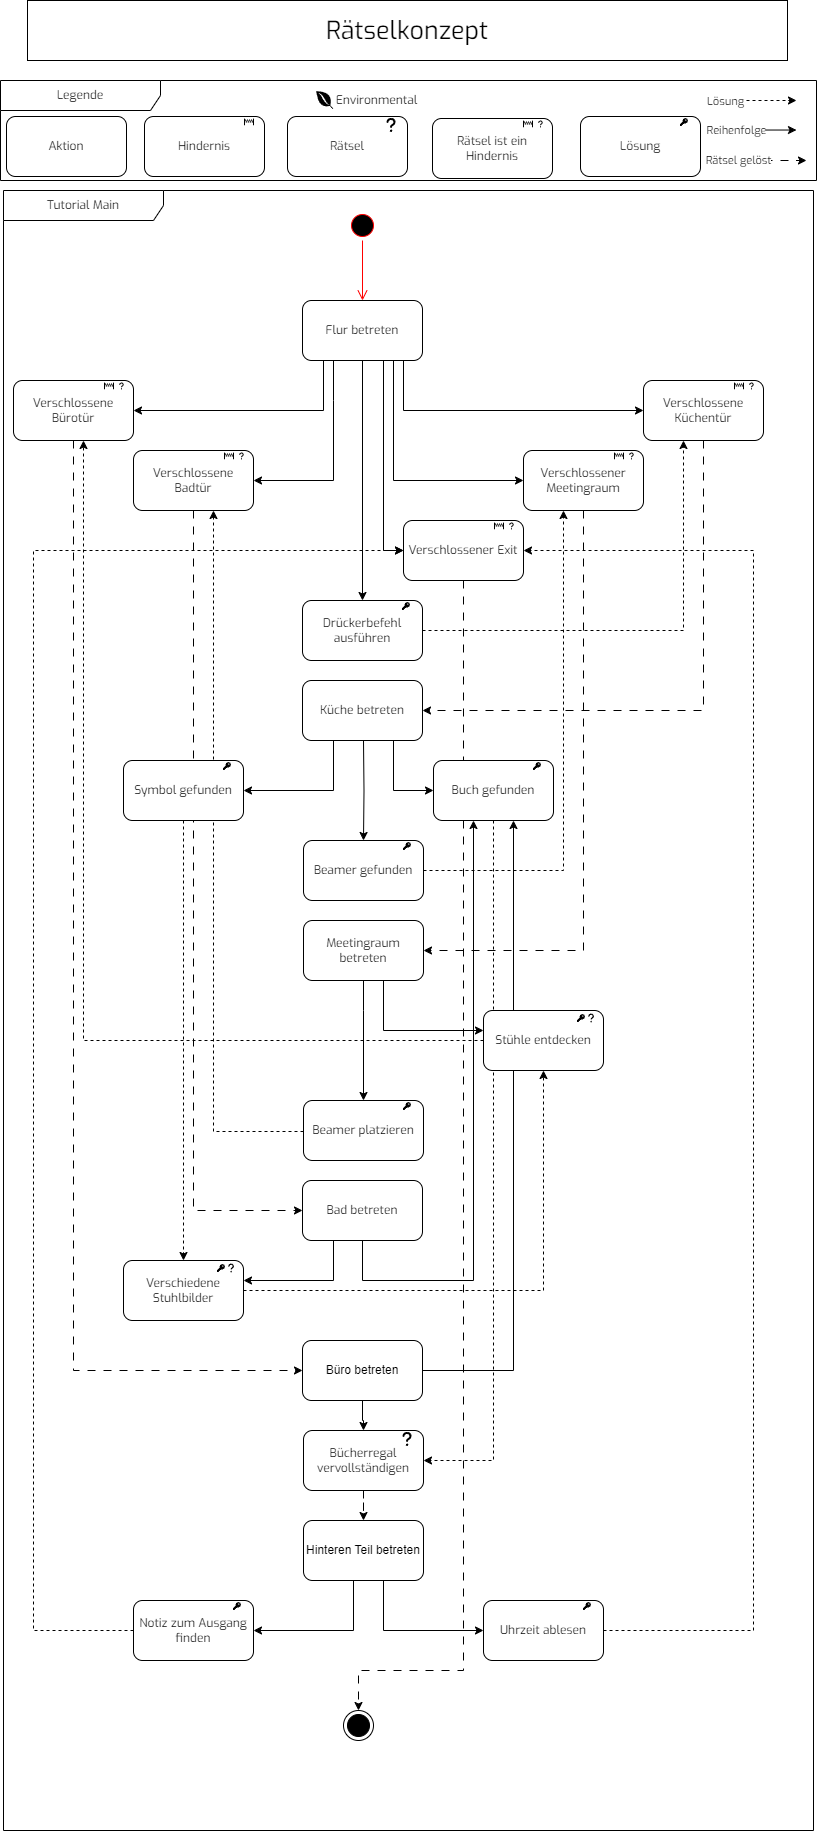 Rätselkonzept
Legende
Environmental
Aktion
Hindernis
Rätsel
?
Rätsel ist ein
Hindernis
?
Lösung
Lösung
Reihenfolge
Rätsel gelöst
Tutorial Main
Flur betreten
Verschlossene
Bürotür
?
Verschlossene
Küchentür
?
Verschlossene
Badtür
?
Verschlossener
Meetingraum
?
Verschlossener Exit
?
Drückerbefehl
ausführen
Küche betreten
Symbol gefunden
Buch gefunden
Beamer gefunden
Meetingraum
betreten
Stühle entdecken
?
Beamer platzieren
Bad betreten
Verschiedene
Stuhlbilder
?
Büro betreten
Bücherregal
vervollständigen
?
Hinteren Teil betreten
Notiz zum Ausgang
finden
Uhrzeit ablesen